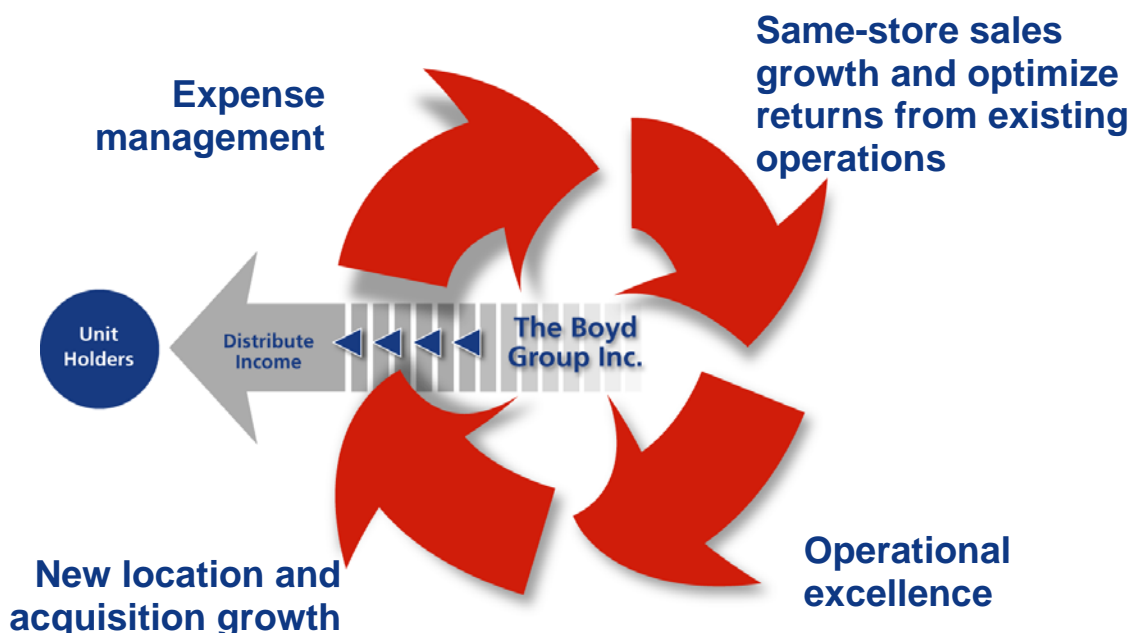 Same-store sales
growth and optimize
returns from existing
operations
Expense
management
Unit
Holders
Distribute
Income
The Boyd
Group Inc.
New location and
acquisition growth
Operational
excellence